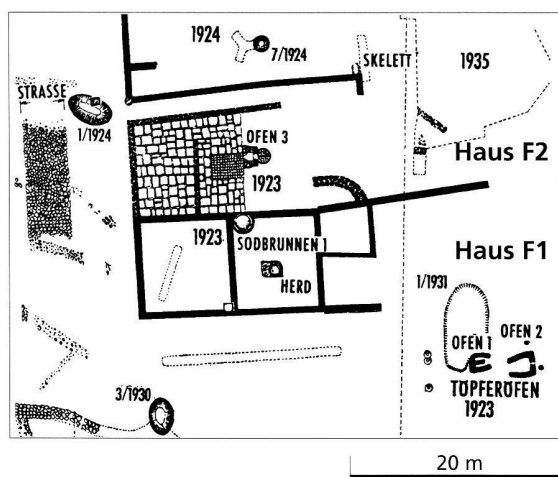 1924
7/1924
SKELETT
1935
STRASSE
1/1924
OFEN 3
Haus F2
1923
1923
SODBRUNNEN 1
Haus F1
HERD
1/1931
OFEN 1
OFEN 2
TÖPFERÖFEN
1923
3/1930
20 m